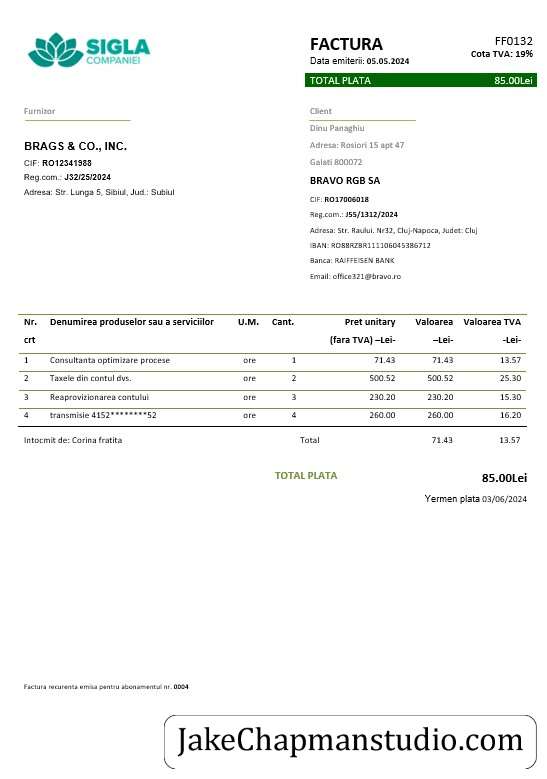 SIGLA
COMPANIEI
FACTURA
FF0132
Data emiterii: 05.05.2024
Cota TVA: 19%
TOTAL PLATA 85.00Lei
Furnizor
BRAGS & CO., INC.
CIF: RO12341988
Reg.com.: J32/25/2024
Adresa: Str. Lunga 5, Sibiul, Jud.: Subiul
Client
Dinu Panaghiu
Adresa: Rosiori 15 apt 47
Galati 800072
BRAVO RGB SA
CIF: RO17006018
Reg.com.: J55/1312/2024
Adresa: Str. Raului. Nr32, Cluj-Napoca, Judet: Cluj
IBAN: RO88RZBR111106045386712
Banca: RAIFFEISEN BANK
Email: office321@bravo.ro
Nr. Denumirea produselor sau a serviciilor U.M. Cant. Pret unitary Valoarea Valoarea TVA
crt (fara TVA) –Lei- –Lei- -Lei-
1 Consultanta optimizare procese ore 1 71.43 71.43 13.57
2 Taxele din contul dvs. ore 2 500.52 500.52 25.30
3 Reaprovizionarea contului ore 3 230.20 230.20 15.30
4 transmisie 4152********52 ore 4 260.00 260.00 16.20
Intocmit de: Corina fratita Total 71.43 13.57
TOTAL PLATA 85.00Lei
Yermen plata 03/06/2024
Factura recurenta emisa pentru abonamentul nr. 0004
JakeChapmanstudio.com